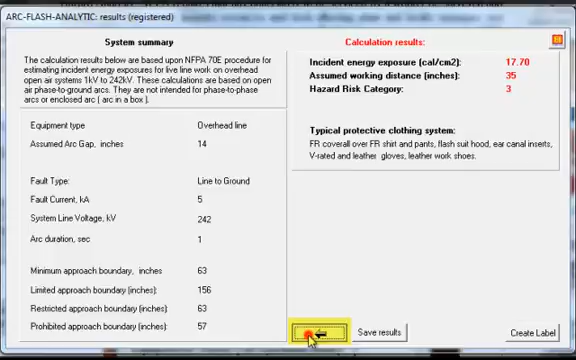 ARC-FLASH-ANALYTIC: results (registered)
System summary
The calculation results below are based upon NFPA 70E procedure for
estimating incident energy exposures for live line work on overhead
open air systems 1kV to 242kV. These calculations are based on open
air phase-to-ground arcs. They are not intended for phase-to-phase
arcs or enclosed arc ( arc in a box ).
Equipment type Overhead line
Assumed Arc Gap, inches 14
Fault Type: Line to Ground
Fault Current, kA 5
System Line Voltage, kV 242
Arc duration, sec 1
Minimum approach boundary, inches 63
Limited approach boundary (inches): 156
Restricted approach boundary (inches): 63
Prohibited approach boundary (inches): 57
Calculation results:
Incident energy exposure (cal/cm2): 17.70
Assumed working distance (inches): 35
Hazard Risk Category: 3
Typical protective clothing system:
FR coverall over FR shirt and pants, flash suit hood, ear canal inserts,
V-rated and leather gloves, leather work shoes.
Save results
Create Label